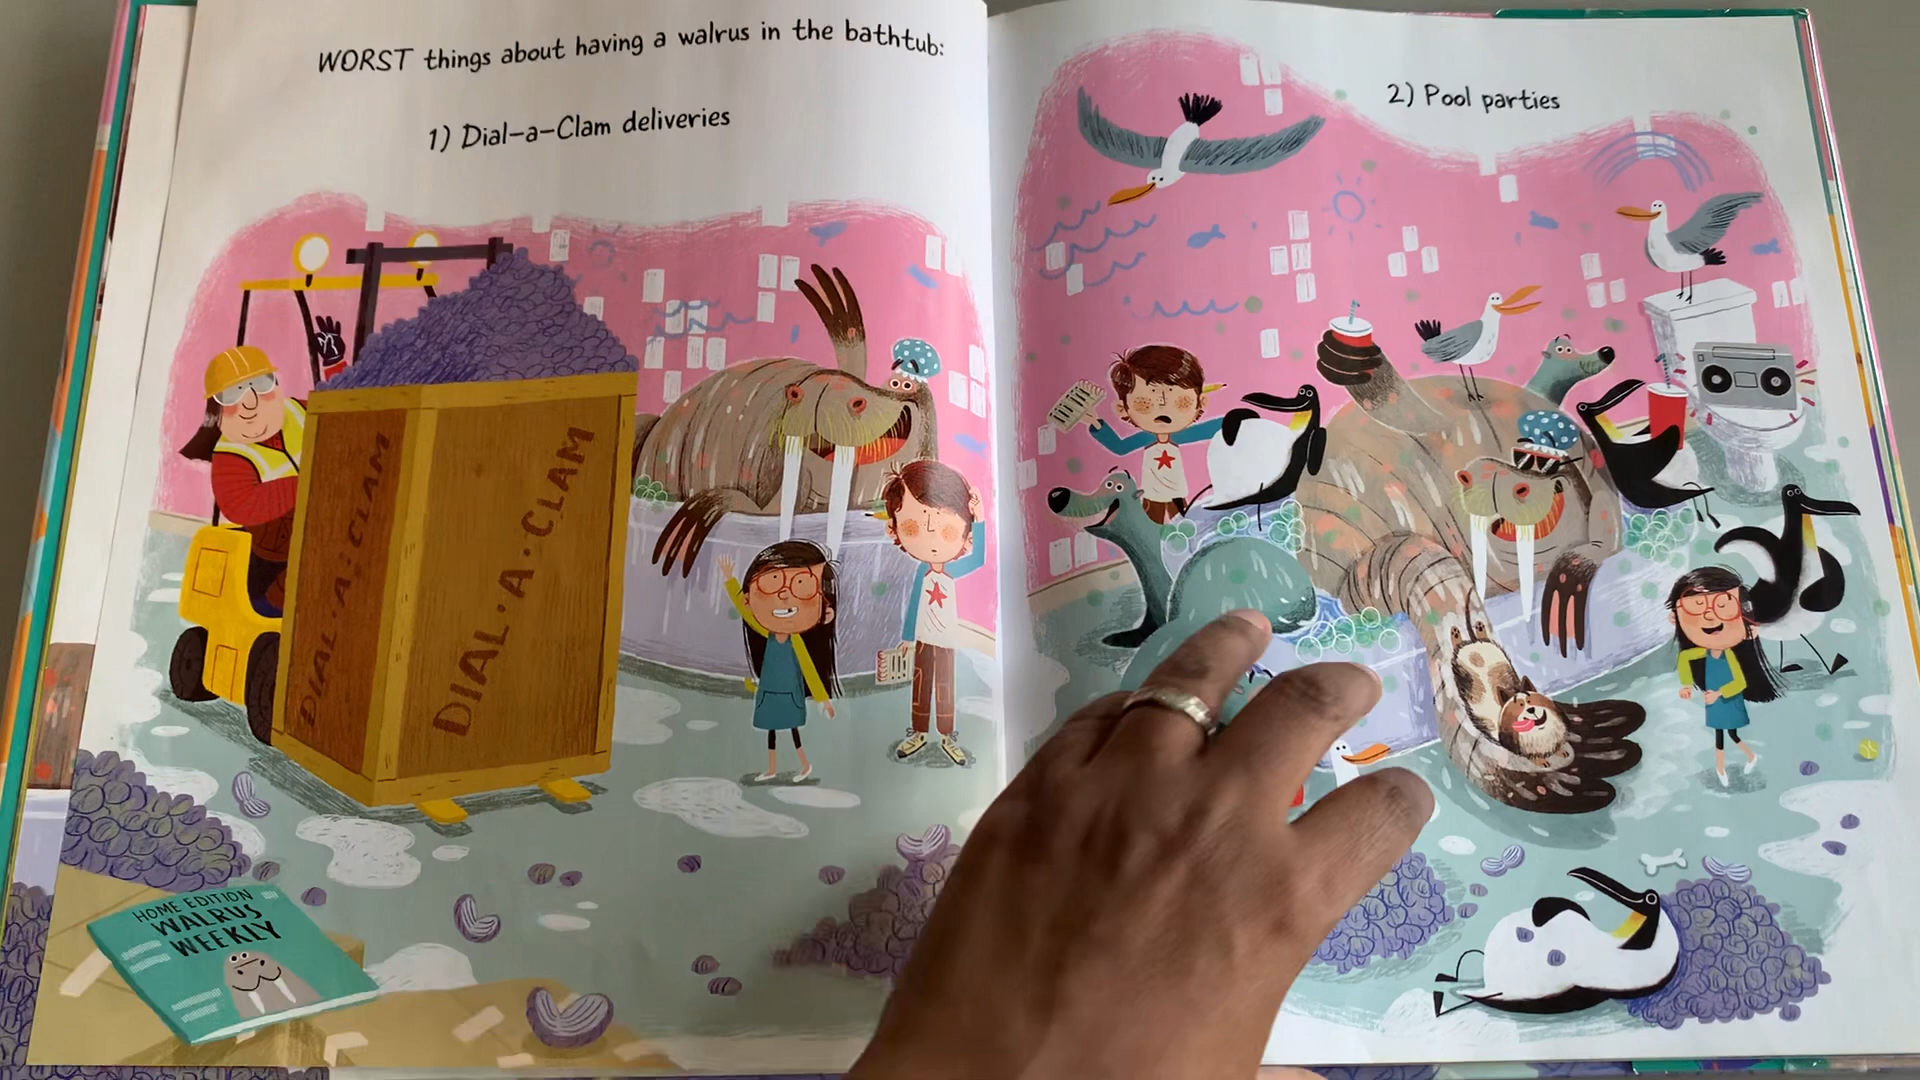 WORST things about having a walrus in the bathtub:
1) Dial-a-Clam deliveries
DIAL·A·CLAM
DIAL·A·CLAM
HOME EDITION
WALRUS
WEEKLY
2) Pool parties